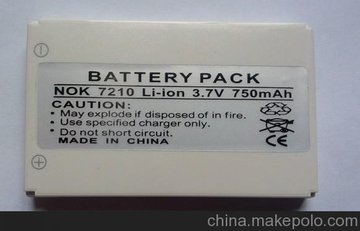 BATTERY PACK
NOK 7210 Li-ion 3.7V 750mAh
CAUTION:
May explode if disposed of in fire.
Use specified charger only.
Do not short circuit.
MADE IN CHINA
china.makepolo.com